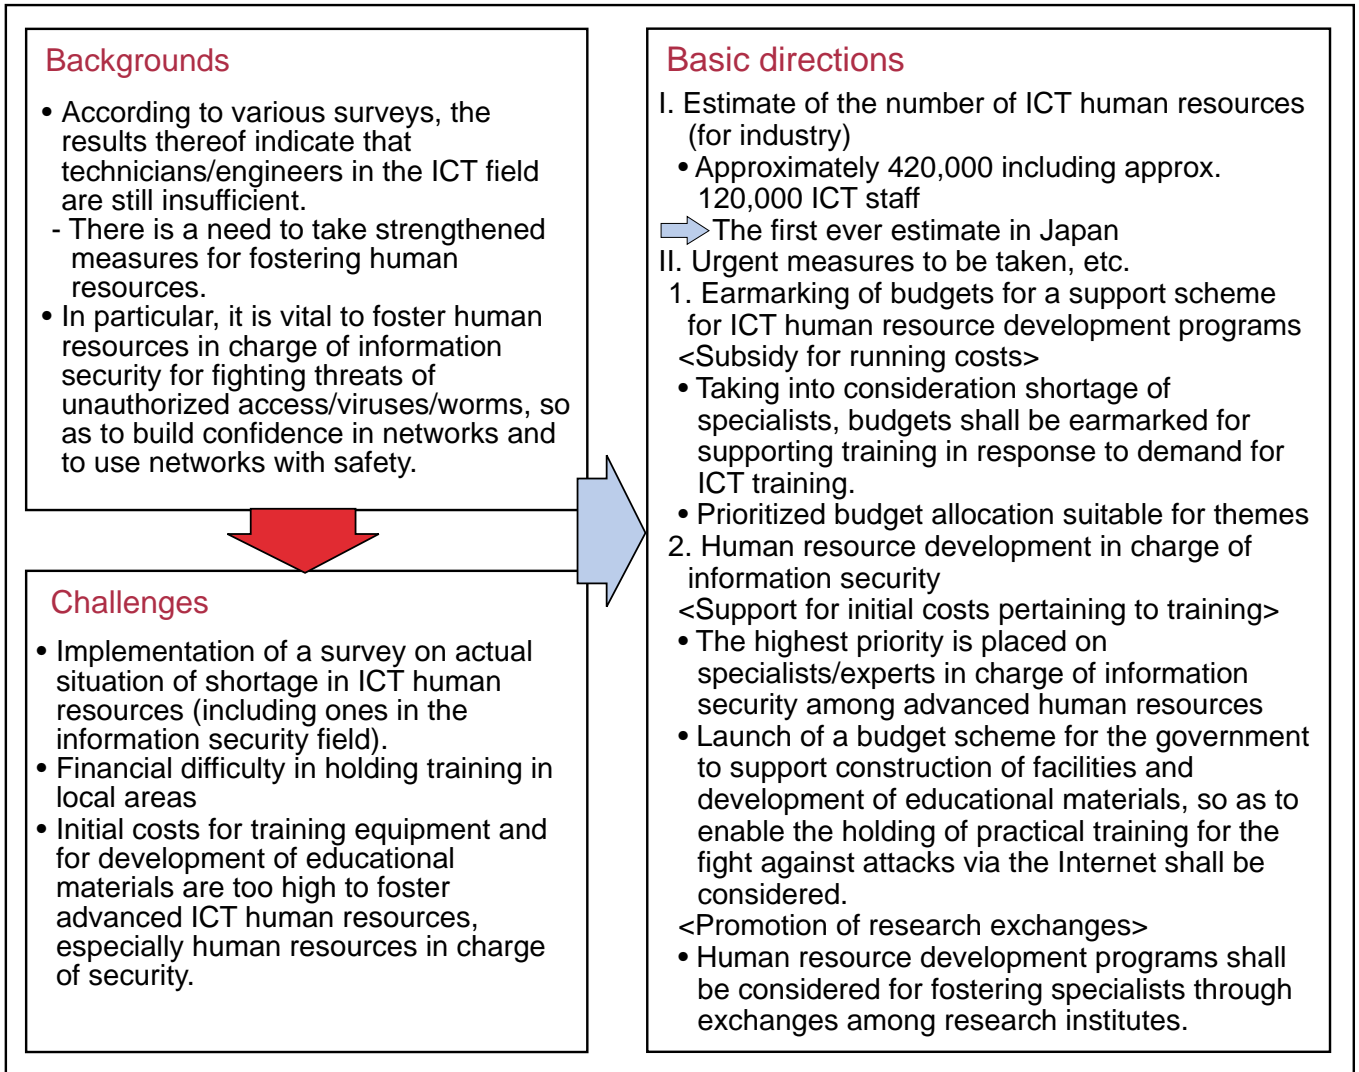 Backgrounds
• According to various surveys, the
results thereof indicate that
technicians/engineers in the ICT field
are still insufficient.
- There is a need to take strengthened
measures for fostering human
resources.
• In particular, it is vital to foster human
resources in charge of information
security for fighting threats of
unauthorized access/viruses/worms, so
as to build confidence in networks and
to use networks with safety.
Challenges
• Implementation of a survey on actual
situation of shortage in ICT human
resources (including ones in the
information security field).
• Financial difficulty in holding training in
local areas
• Initial costs for training equipment and
for development of educational
materials are too high to foster
advanced ICT human resources,
especially human resources in charge
of security.
Basic directions
I. Estimate of the number of ICT human resources
(for industry)
• Approximately 420,000 including approx.
120,000 ICT staff
The first ever estimate in Japan
II. Urgent measures to be taken, etc.
1. Earmarking of budgets for a support scheme
for ICT human resource development programs
<Subsidy for running costs>
• Taking into consideration shortage of
specialists, budgets shall be earmarked for
supporting training in response to demand for
ICT training.
• Prioritized budget allocation suitable for themes
2. Human resource development in charge of
information security
<Support for initial costs pertaining to training>
• The highest priority is placed on
specialists/experts in charge of information
security among advanced human resources
• Launch of a budget scheme for the government
to support construction of facilities and
development of educational materials, so as to
enable the holding of practical training for the
fight against attacks via the Internet shall be
considered.
<Promotion of research exchanges>
• Human resource development programs shall
be considered for fostering specialists through
exchanges among research institutes.